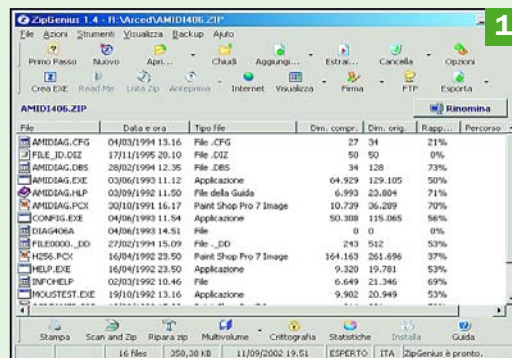 ZipGenius 1.4 - R:\Arced\AMIDI406.ZIP
1
File Azioni Strumenti Visualizza Backup Aiuto
Primo Passo Nuovo Apri... Chiudi Aggiungi... Estrai... Cancella Opzioni
Crea EXE Read Me Lista Zip Anteprima Internet Visualizza Firma FTP Esporta
AMIDI406.ZIP Rinomina
File Data e ora Tipo file Dim. compr. Dim. orig. Rapp... Percorso
AMIDIAG.CFG 04/03/1994 13.16 File .CFG 27 34 21%
FILE_ID.DIZ 17/11/1995 20.10 File .DIZ 50 50 0%
AMIDIAG.DBS 28/02/1994 12.35 File .DBS 34 128 73%
AMIDIAG.EXE 03/06/1993 11.12 Applicazione 64.929 129.105 50%
AMIDIAG.HLP 03/09/1992 11.50 File della Guida 6.993 23.804 71%
AMIDIAG.PCX 30/10/1991 16.17 Paint Shop Pro 7 Image 10.739 36.289 70%
CONFIG.EXE 04/06/1993 11.54 Applicazione 50.308 115.065 56%
DIAG406A 04/06/1993 14.51 File 0 0 0%
FILE0000._DD 27/02/1994 15.09 File ._DD 243 512 53%
H256.PCX 16/04/1992 23.50 Paint Shop Pro 7 Image 164.163 261.696 37%
HELP.EXE 16/04/1992 23.50 Applicazione 9.320 19.781 53%
INFOHELP 02/03/1992 10.46 File 6.649 21.346 69%
MOUSTEST.EXE 19/10/1992 13.16 Applicazione 9.902 20.949 53%
Stampa Scan and Zip Ripara zip Multivolume Crittografia Statistiche Installa Guida
16 files 350,30 KB 11/09/2002 19.51 ESPERTO ITA ZipGenius è pronto.